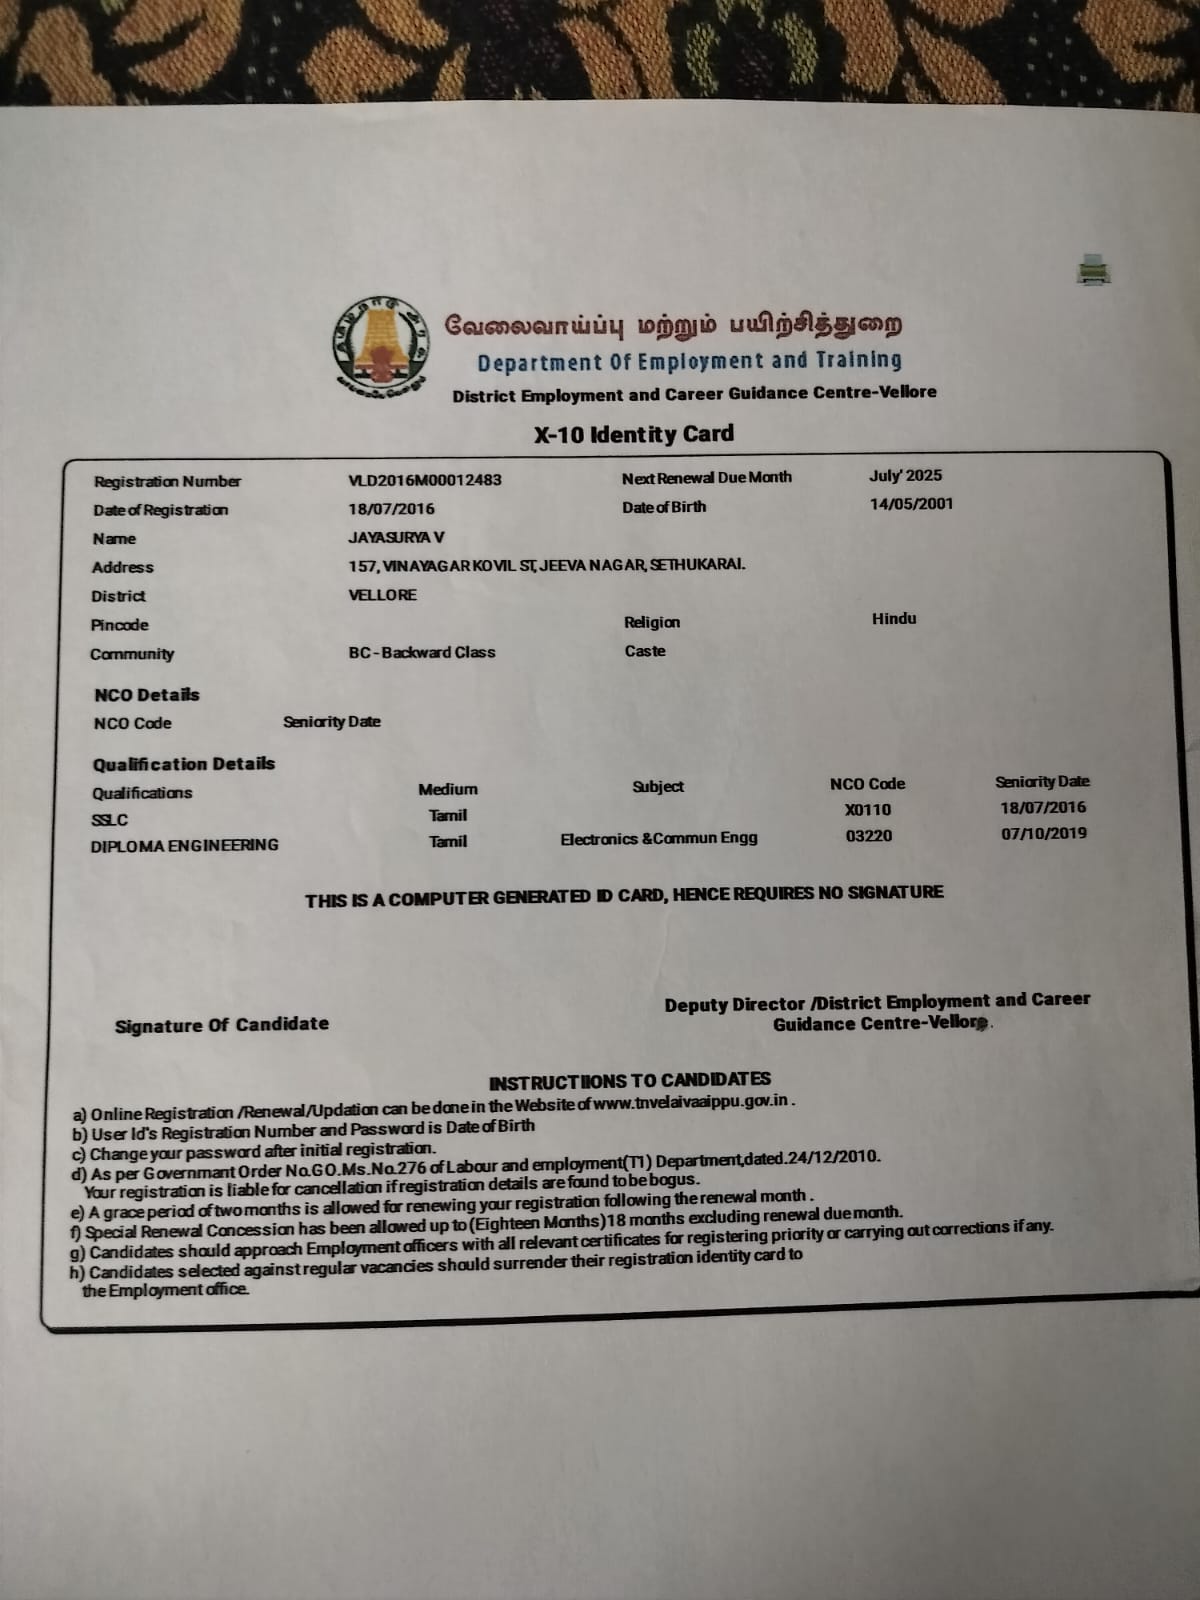 வேலைவாய்ப்பு மற்றும் பயிற்சித்துறை
Department Of Employment and Training
District Employment and Career Guidance Centre-Vellore
X-10 Identity Card
Registration Number VLD2016M00012483 Next Renewal Due Month July' 2025
Date of Registration 18/07/2016 Date of Birth 14/05/2001
Name JAYASURYA V
Address 157, VINAYAGAR KOVIL ST, JEEVA NAGAR, SETHUKARAI.
District VELLORE
Pincode Religion Hindu
Community BC - Backward Class Caste
NCO Details
NCO Code Seniority Date
Qualification Details
Qualifications Medium Subject NCO Code Seniority Date
SSLC Tamil X0110 18/07/2016
DIPLOMA ENGINEERING Tamil Electronics &Commun Engg 03220 07/10/2019
THIS IS A COMPUTER GENERATED ID CARD, HENCE REQUIRES NO SIGNATURE
Signature Of Candidate
Deputy Director /District Employment and Career
Guidance Centre-Vellore.
INSTRUCTIIONS TO CANDIDATES
a) Online Registration /Renewal/Updation can be done in the Website of www.tnvelaivaaippu.gov.in .
b) User Id's Registration Number and Password is Date of Birth
c) Change your password after initial registration.
d) As per Governmant Order No.GO.Ms.No.276 of Labour and employment(T1) Department,dated.24/12/2010.
Your registration is liable for cancellation if registration details are found to be bogus.
e) A grace period of two months is allowed for renewing your registration following the renewal month .
f) Special Renewal Concession has been allowed up to (Eighteen Months)18 months excluding renewal due month.
g) Candidates should approach Employment officers with all relevant certificates for registering priority or carrying out corrections if any.
h) Candidates selected against regular vacancies should surrender their registration identity card to
the Employment office.